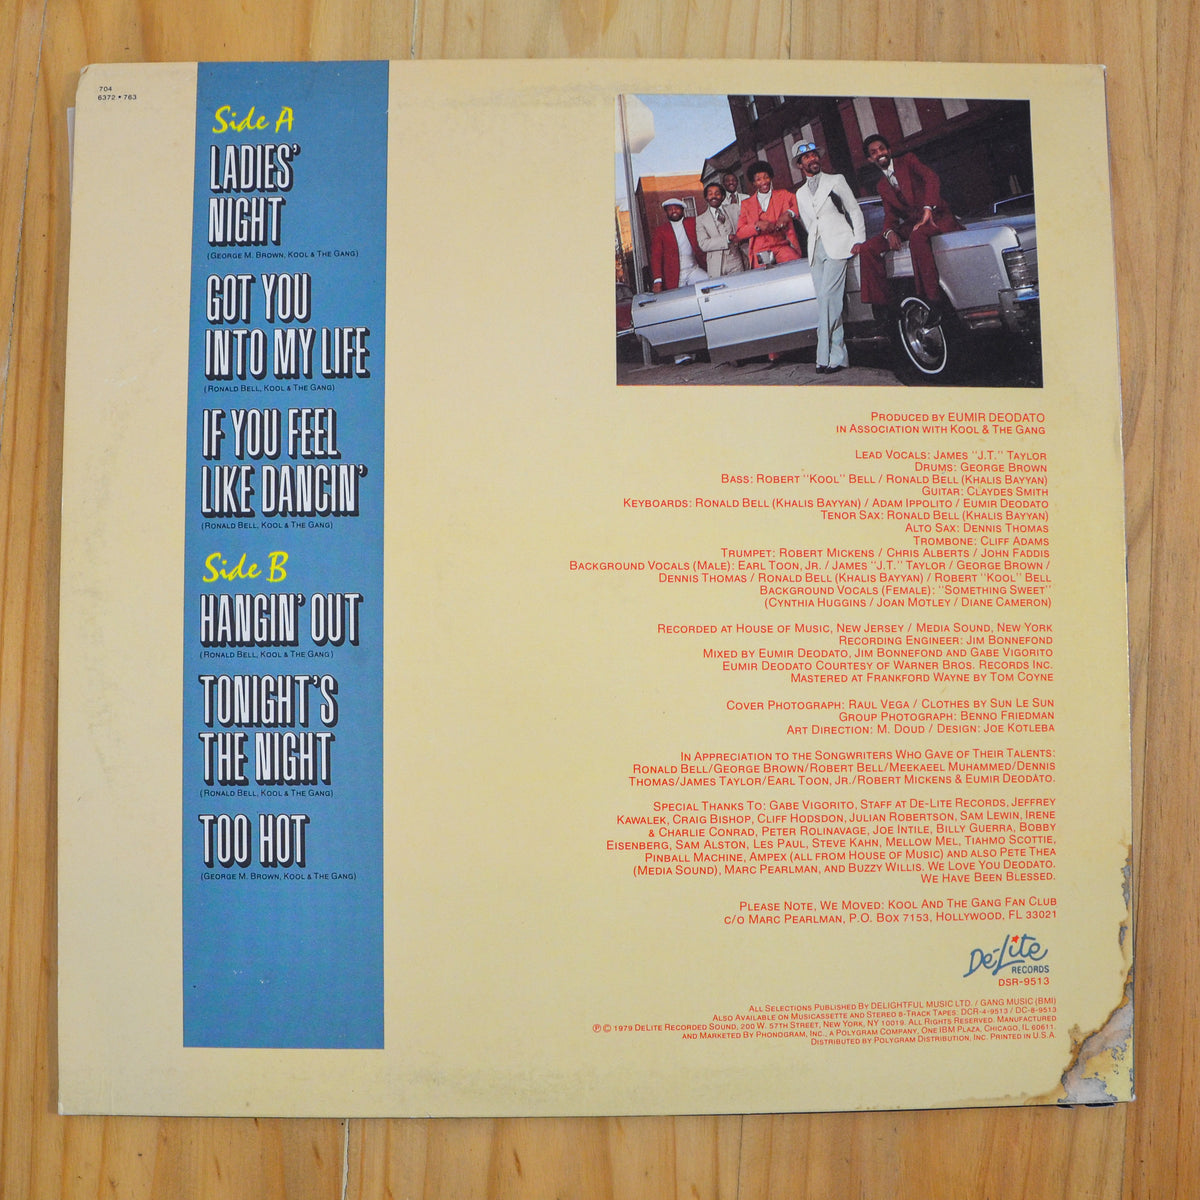 704
6372 • 763
Side A
LADIES'
NIGHT
(GEORGE M. BROWN, KOOL & THE GANG)
GOT YOU
INTO MY LIFE
(RONALD BELL, KOOL & THE GANG)
IF YOU FEEL
LIKE DANCIN'
(RONALD BELL, KOOL & THE GANG)
Side B
HANGIN' OUT
(RONALD BELL, KOOL & THE GANG)
TONIGHT'S
THE NIGHT
(RONALD BELL, KOOL & THE GANG)
TOO HOT
(GEORGE M. BROWN, KOOL & THE GANG)
PRODUCED BY EUMIR DEODATO
IN ASSOCIATION WITH KOOL & THE GANG
LEAD VOCALS: JAMES "J.T." TAYLOR
DRUMS: GEORGE BROWN
BASS: ROBERT "KOOL" BELL / RONALD BELL (KHALIS BAYYAN)
GUITAR: CLAYDES SMITH
KEYBOARDS: RONALD BELL (KHALIS BAYYAN) / ADAM IPPOLITO / EUMIR DEODATO
TENOR SAX: RONALD BELL (KHALIS BAYYAN)
ALTO SAX: DENNIS THOMAS
TROMBONE: CLIFF ADAMS
TRUMPET: ROBERT MICKENS / CHRIS ALBERTS / JOHN FADDIS
BACKGROUND VOCALS (MALE): EARL TOON, JR. / JAMES "J.T." TAYLOR / GEORGE BROWN /
DENNIS THOMAS / RONALD BELL (KHALIS BAYYAN) / ROBERT "KOOL" BELL
BACKGROUND VOCALS (FEMALE): "SOMETHING SWEET"
(CYNTHIA HUGGINS / JOAN MOTLEY / DIANE CAMERON)
RECORDED AT HOUSE OF MUSIC, NEW JERSEY / MEDIA SOUND, NEW YORK
RECORDING ENGINEER: JIM BONNEFOND
MIXED BY EUMIR DEODATO, JIM BONNEFOND AND GABE VIGORITO
EUMIR DEODATO COURTESY OF WARNER BROS. RECORDS INC.
MASTERED AT FRANKFORD WAYNE BY TOM COYNE
COVER PHOTOGRAPH: RAUL VEGA / CLOTHES BY SUN LE SUN
GROUP PHOTOGRAPH: BENNO FRIEDMAN
ART DIRECTION: M. DOUD / DESIGN: JOE KOTLEBA
IN APPRECIATION TO THE SONGWRITERS WHO GAVE OF THEIR TALENTS:
RONALD BELL/GEORGE BROWN/ROBERT BELL/MEEKAEEL MUHAMMED/DENNIS
THOMAS/JAMES TAYLOR/EARL TOON, JR./ROBERT MICKENS & EUMIR DEODATO.
SPECIAL THANKS TO: GABE VIGORITO, STAFF AT DE-LITE RECORDS, JEFFREY
KAWALEK, CRAIG BISHOP, CLIFF HODSDON, JULIAN ROBERTSON, SAM LEWIN, IRENE
& CHARLIE CONRAD, PETER ROLINAVAGE, JOE INTILE, BILLY GUERRA, BOBBY
EISENBERG, SAM ALSTON, LES PAUL, STEVE KAHN, MELLOW MEL, TIAHMO SCOTTIE,
PINBALL MACHINE, AMPEX (ALL FROM HOUSE OF MUSIC) AND ALSO PETE THEA
(MEDIA SOUND), MARC PEARLMAN, AND BUZZY WILLIS. WE LOVE YOU DEODATO.
WE HAVE BEEN BLESSED.
PLEASE NOTE, WE MOVED: KOOL AND THE GANG FAN CLUB
C/O MARC PEARLMAN, P.O. BOX 7153, HOLLYWOOD, FL 33021
De-Lite
RECORDS
DSR-9513
ALL SELECTIONS PUBLISHED BY DELIGHTFUL MUSIC LTD. / GANG MUSIC (BMI)
ALSO AVAILABLE ON MUSICASSETTE AND STEREO 8-TRACK TAPES: DCR-4-9513 / DC-8-9513
℗ © 1979 DELITE RECORDED SOUND, 200 W. 57TH STREET, NEW YORK, NY 10019. ALL RIGHTS RESERVED. MANUFACTURED
AND MARKETED BY PHONOGRAM, INC., A POLYGRAM COMPANY, ONE IBM PLAZA, CHICAGO, IL 60611.
DISTRIBUTED BY POLYGRAM DISTRIBUTION, INC. PRINTED IN U.S.A.